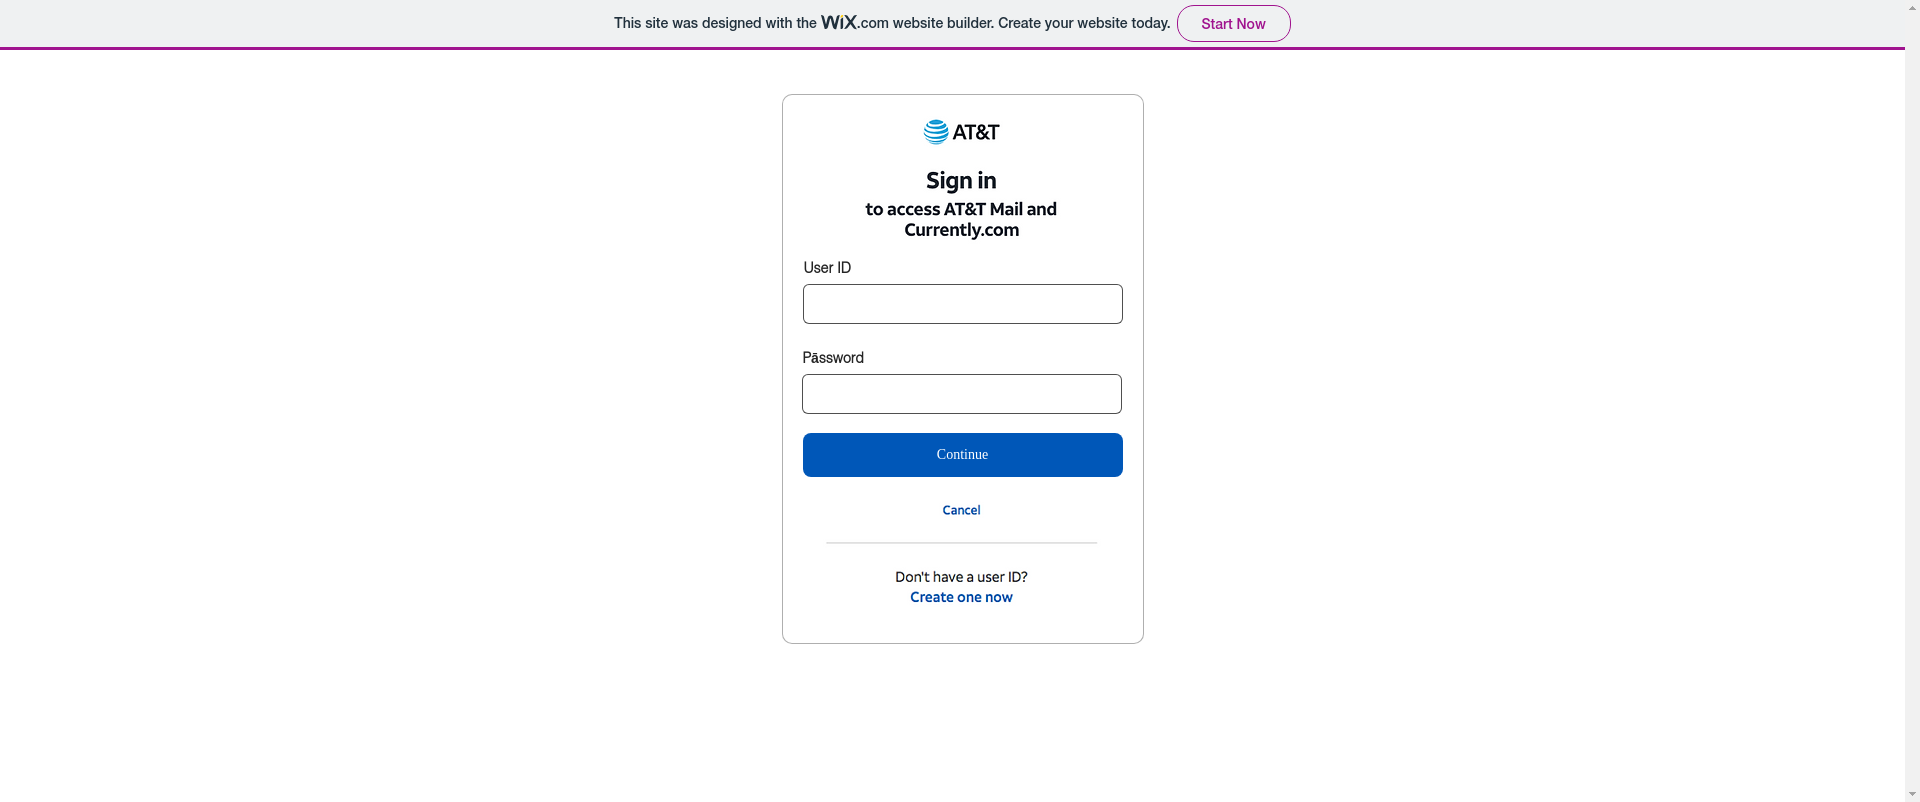 This site was designed with the WiX.com website builder. Create your website today. Start Now
AT&T
Sign in
to access AT&T Mail and
Currently.com
User ID
Pāssword
Continue
Cancel
Don't have a user ID?
Create one now